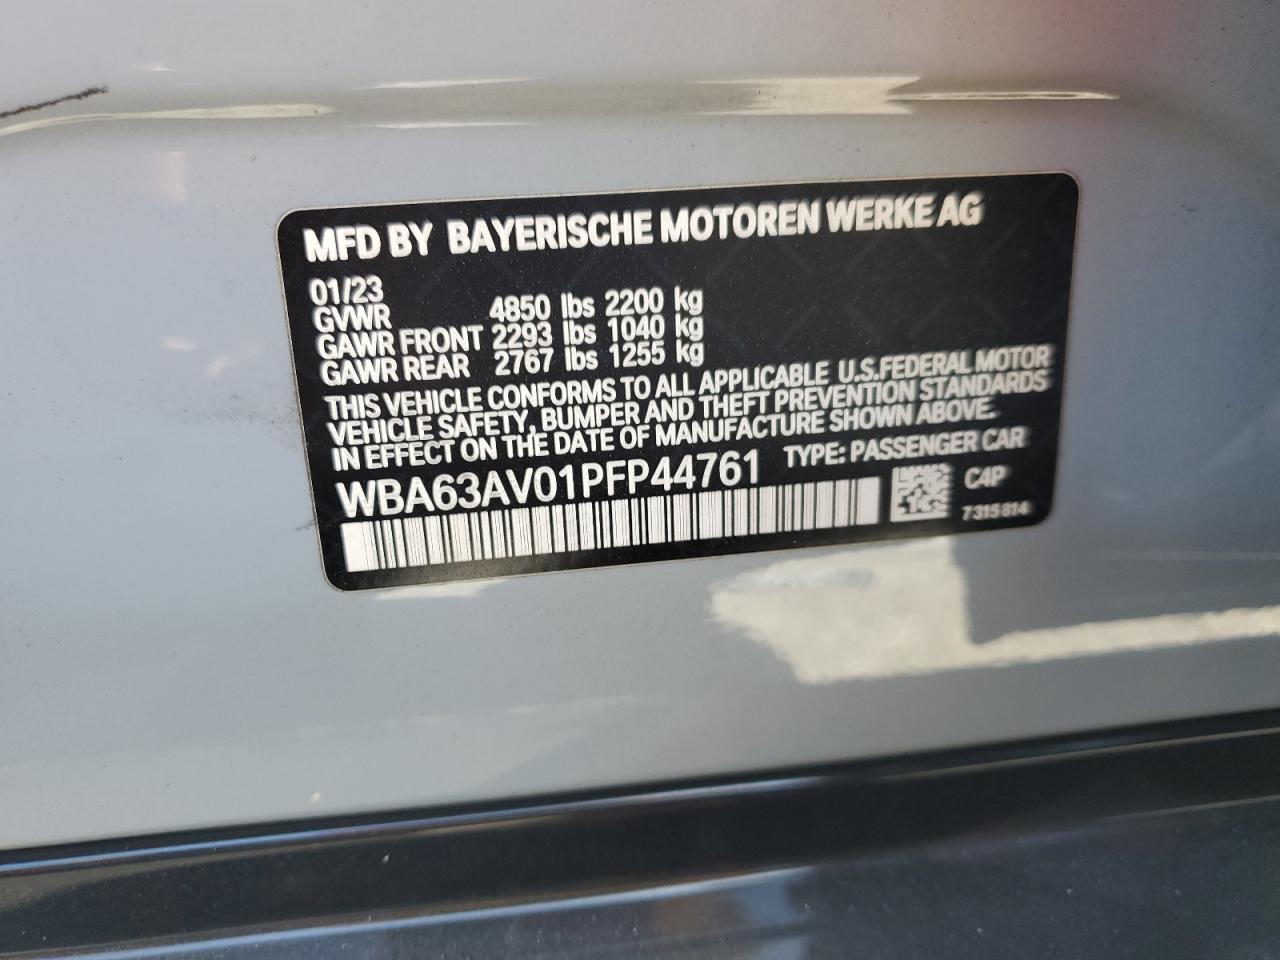 MFD BY BAYERISCHE MOTOREN WERKE AG
01/23
GVWR 4850 lbs 2200 kg
GAWR FRONT 2293 lbs 1040 kg
GAWR REAR 2767 lbs 1255 kg
THIS VEHICLE CONFORMS TO ALL APPLICABLE U.S.FEDERAL MOTOR
VEHICLE SAFETY, BUMPER AND THEFT PREVENTION STANDARDS
IN EFFECT ON THE DATE OF MANUFACTURE SHOWN ABOVE.
WBA63AV01PFP44761 TYPE: PASSENGER CAR
C4P
7315814